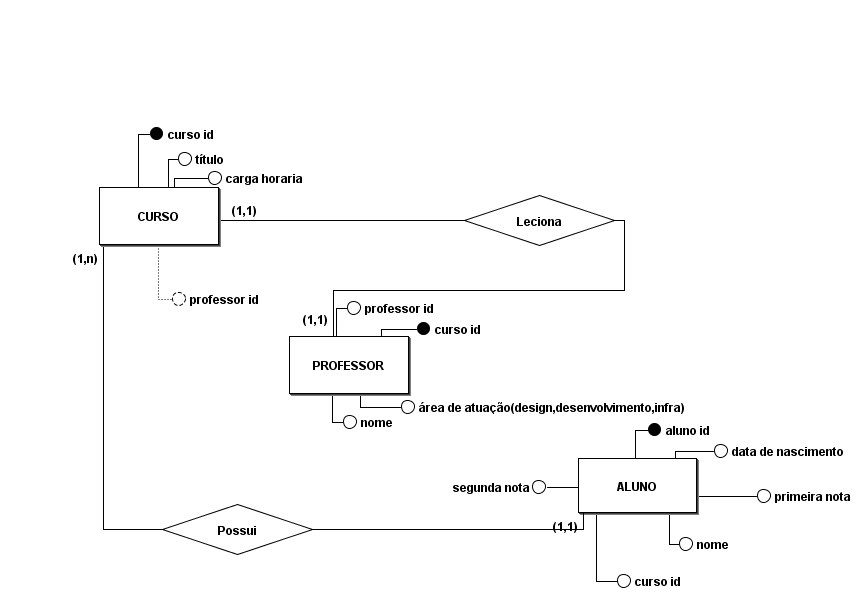 curso id
título
carga horaria
CURSO
(1,1)
Leciona
(1,n)
professor id
(1,1)
professor id
curso id
PROFESSOR
área de atuação(design,desenvolvimento,infra)
nome
aluno id
data de nascimento
segunda nota
ALUNO
primeira nota
Possui
(1,1)
nome
curso id